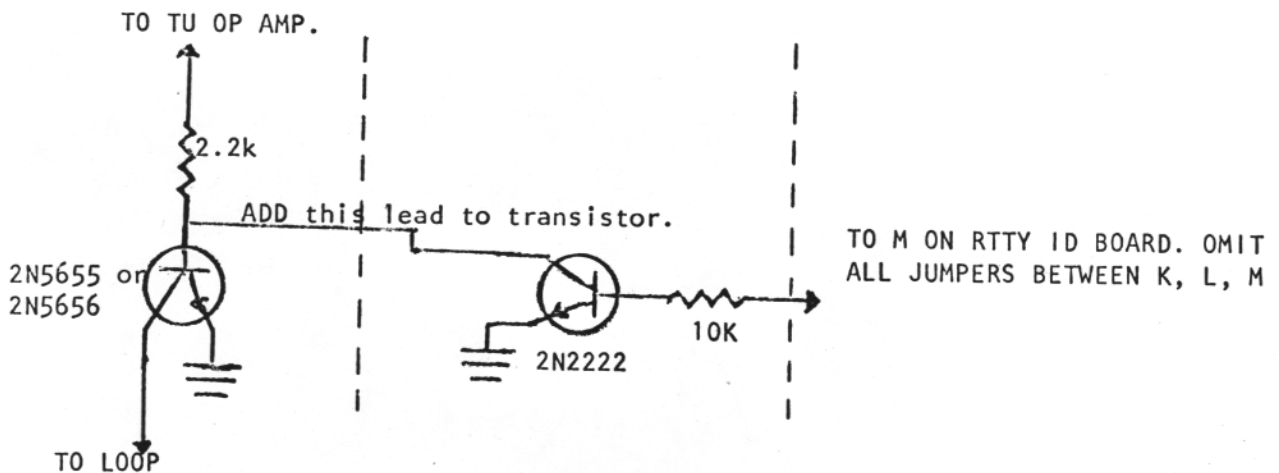 TO TU OP AMP.
2.2k
ADD this lead to transistor.
2N5655 or
2N5656
TO LOOP
2N2222
10K
TO M ON RTTY ID BOARD. OMIT
ALL JUMPERS BETWEEN K, L, M